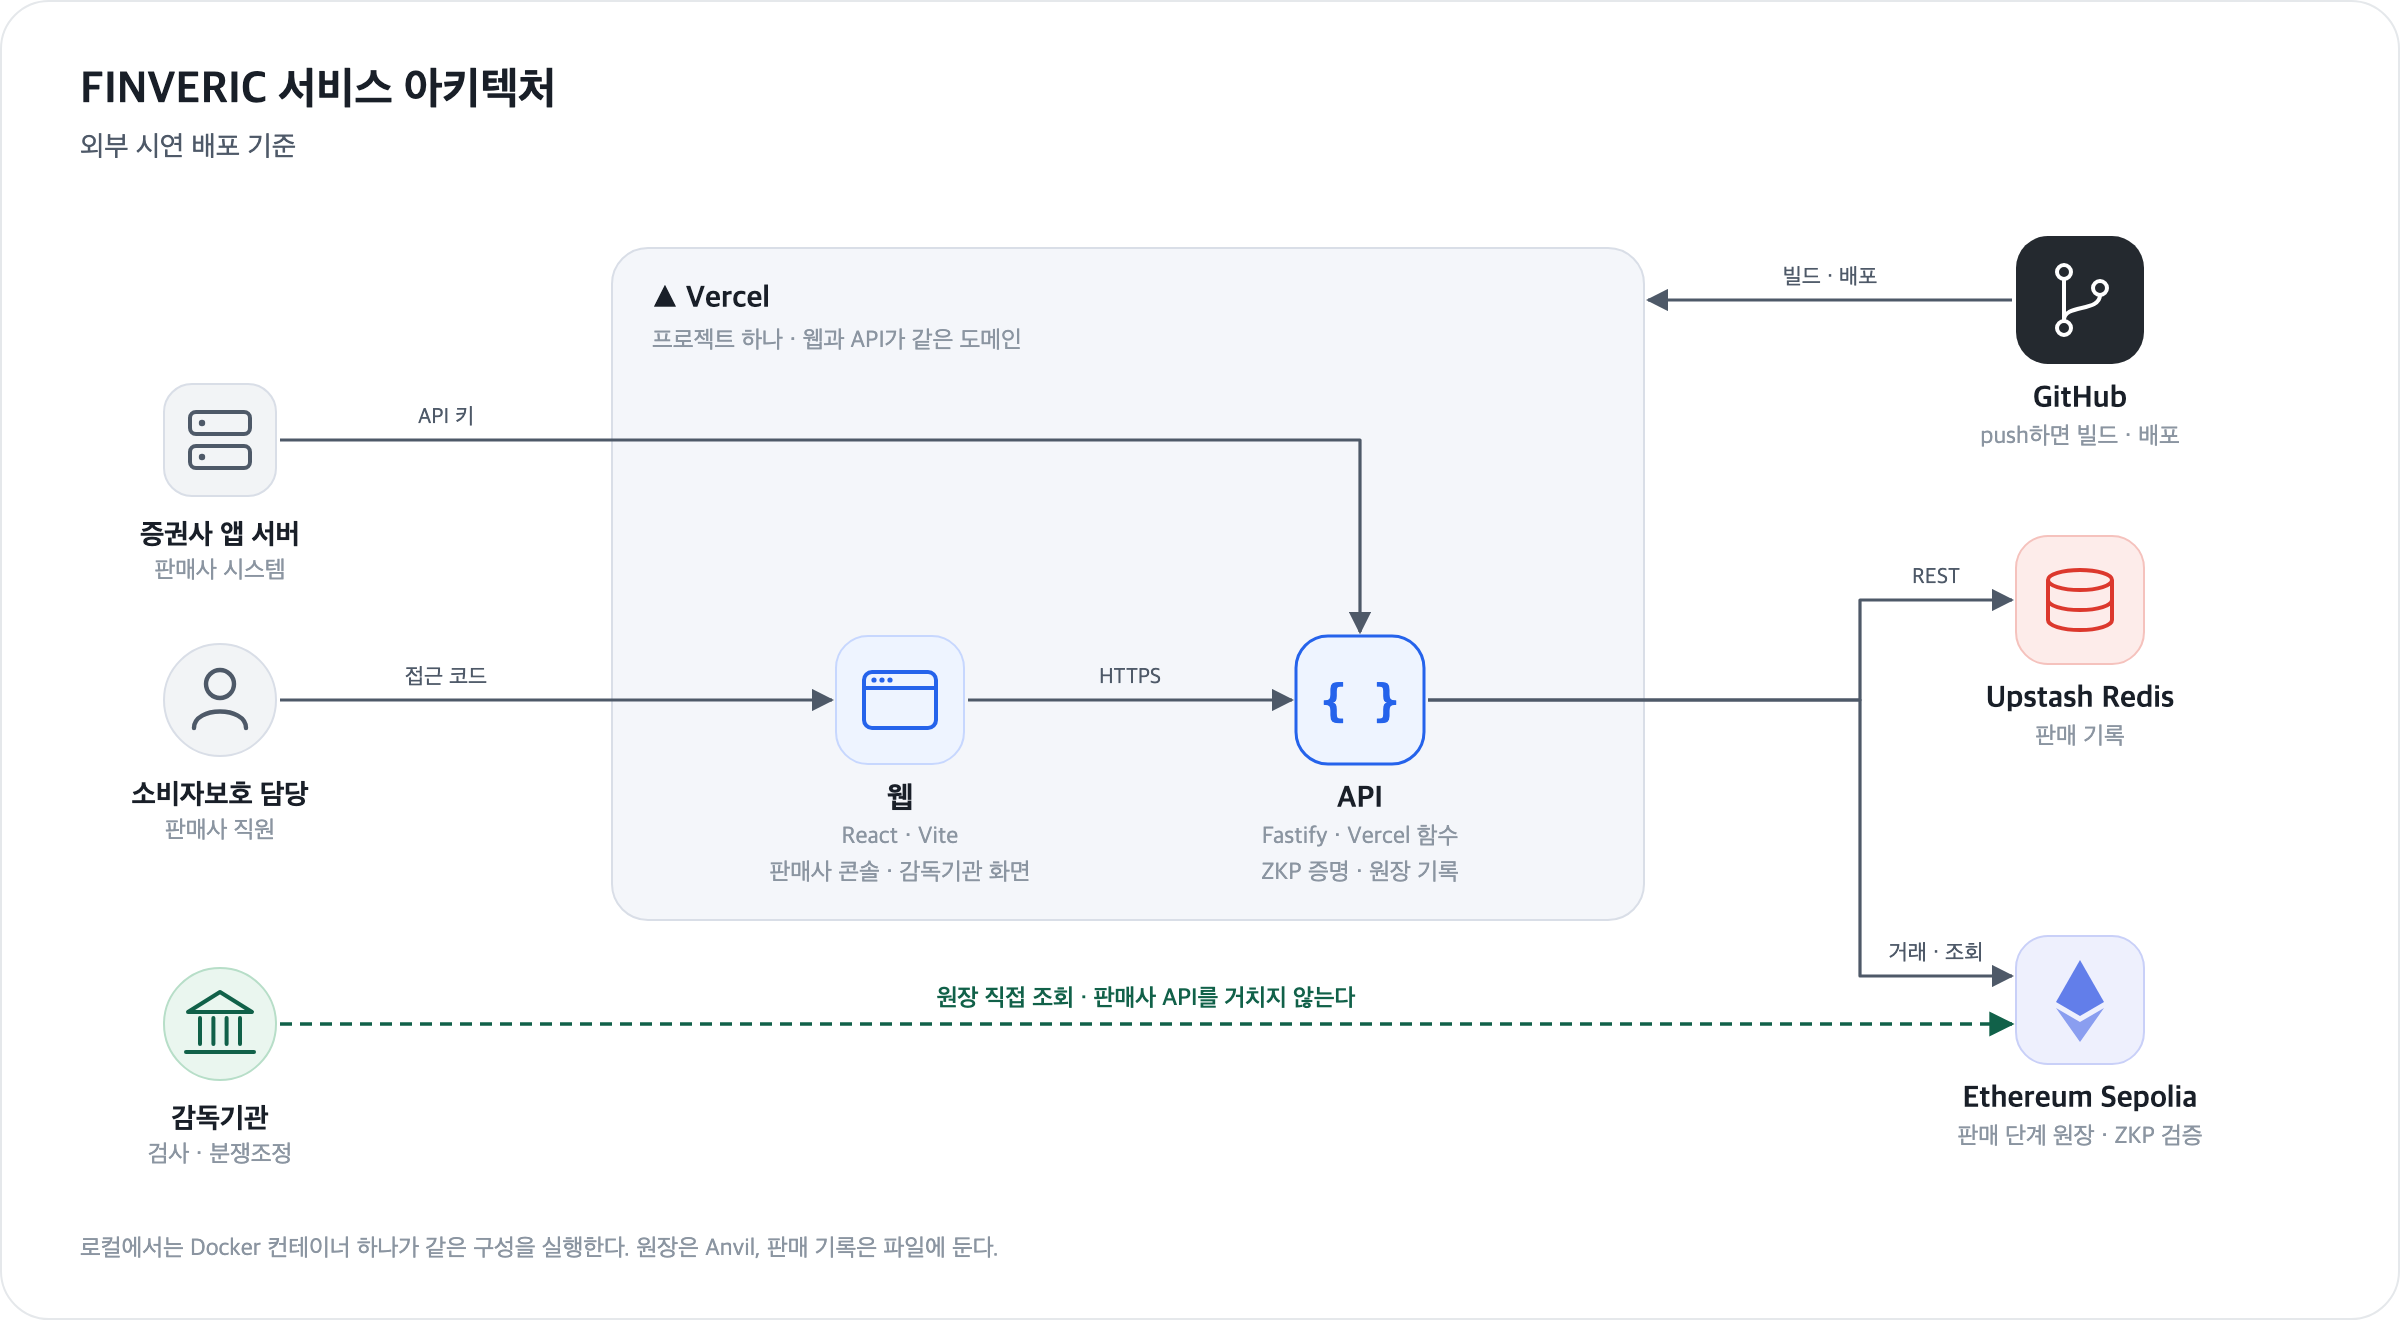 FINVERIC 서비스 아키텍처
외부 시연 배포 기준
▲ Vercel
프로젝트 하나 · 웹과 API가 같은 도메인
빌드 · 배포
GitHub
push하면 빌드 · 배포
API 키
증권사 앱 서버
판매사 시스템
접근 코드
소비자보호 담당
판매사 직원
HTTPS
웹
React · Vite
판매사 콘솔 · 감독기관 화면
{ }
API
Fastify · Vercel 함수
ZKP 증명 · 원장 기록
REST
Upstash Redis
판매 기록
거래 · 조회
원장 직접 조회 · 판매사 API를 거치지 않는다
감독기관
검사 · 분쟁조정
Ethereum Sepolia
판매 단계 원장 · ZKP 검증
로컬에서는 Docker 컨테이너 하나가 같은 구성을 실행한다. 원장은 Anvil, 판매 기록은 파일에 둔다.